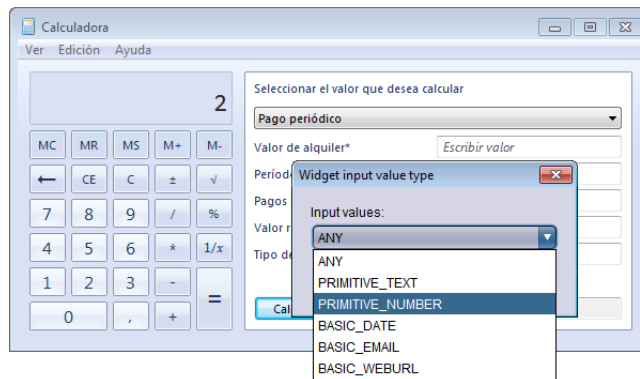 Calculadora
Ver Edición Ayuda
2
MC MR MS M+ M-
← CE C ± √
7 8 9 / %
4 5 6 * 1/x
1 2 3 - =
0 , +
Seleccionar el valor que desea calcular
Pago periódico
Valor de alquiler* Escribir valor
Pagos
Valor
Widget input value type
Input values:
ANY
ANY
PRIMITIVE_TEXT
PRIMITIVE_NUMBER
BASIC_DATE
BASIC_EMAIL
BASIC_WEBURL